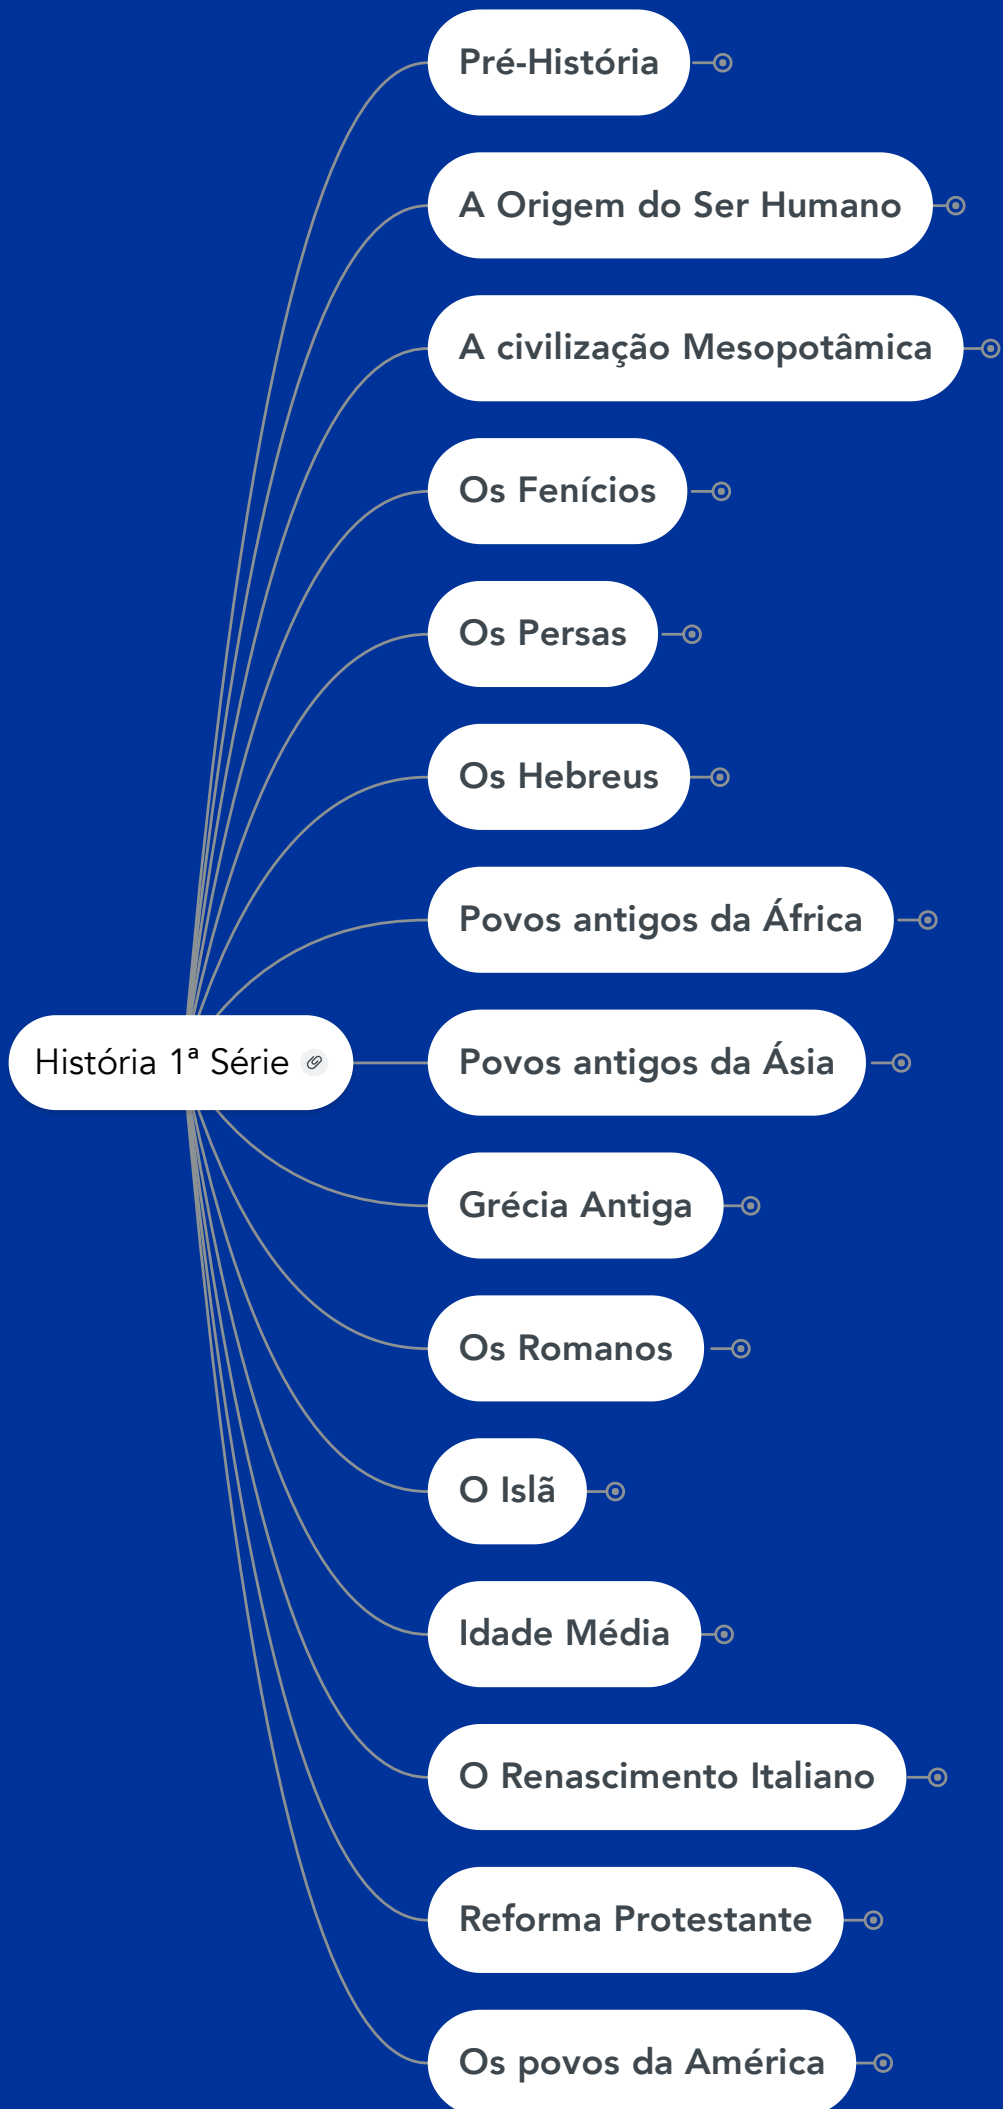 Pré-História
A Origem do Ser Humano
A civilização Mesopotâmica
Os Fenícios
Os Persas
Os Hebreus
Povos antigos da África
História 1ª Série
Povos antigos da Ásia
Grécia Antiga
Os Romanos
O Islã
Idade Média
O Renascimento Italiano
Reforma Protestante
Os povos da América